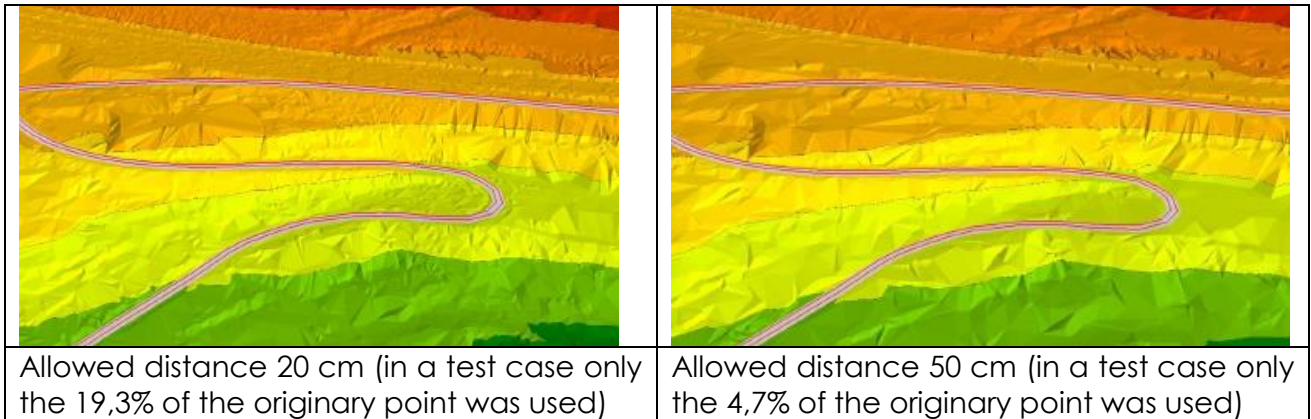 Allowed distance 20 cm (in a test case only
the 19,3% of the originary point was used)
Allowed distance 50 cm (in a test case only
the 4,7% of the originary point was used)